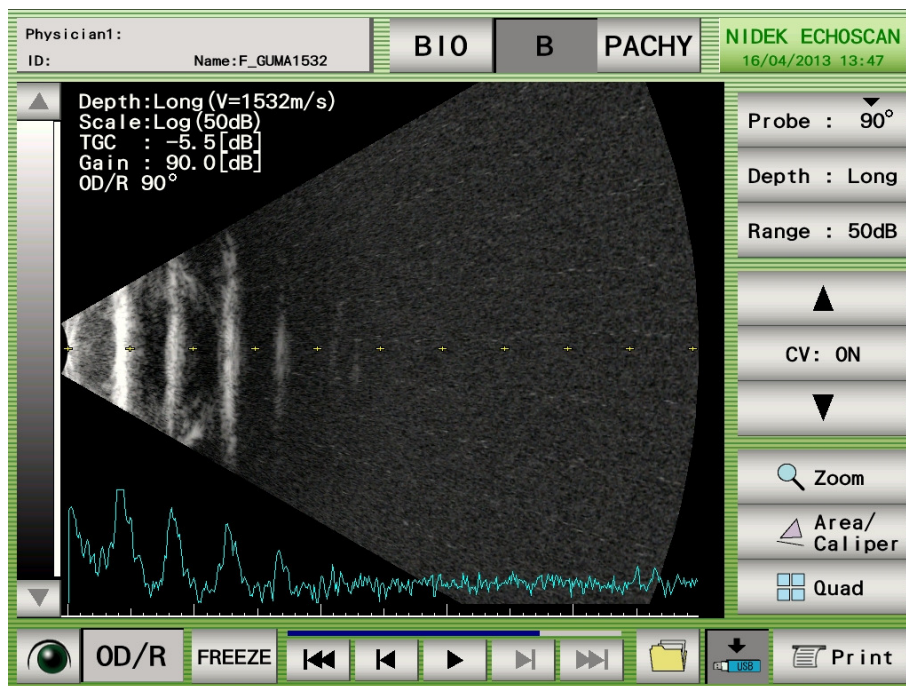 Physician1:
ID: Name:F_GUMA1532
BIO
B
PACHY
NIDEK ECHOSCAN
16/04/2013 13:47
Depth:Long(V=1532m/s)
Scale:Log(50dB)
TGC : -5.5[dB]
Gain : 90.0[dB]
OD/R 90°
Probe : 90°
Depth : Long
Range : 50dB
CV: ON
Zoom
Area/
Caliper
Quad
OD/R
FREEZE
USB
Print